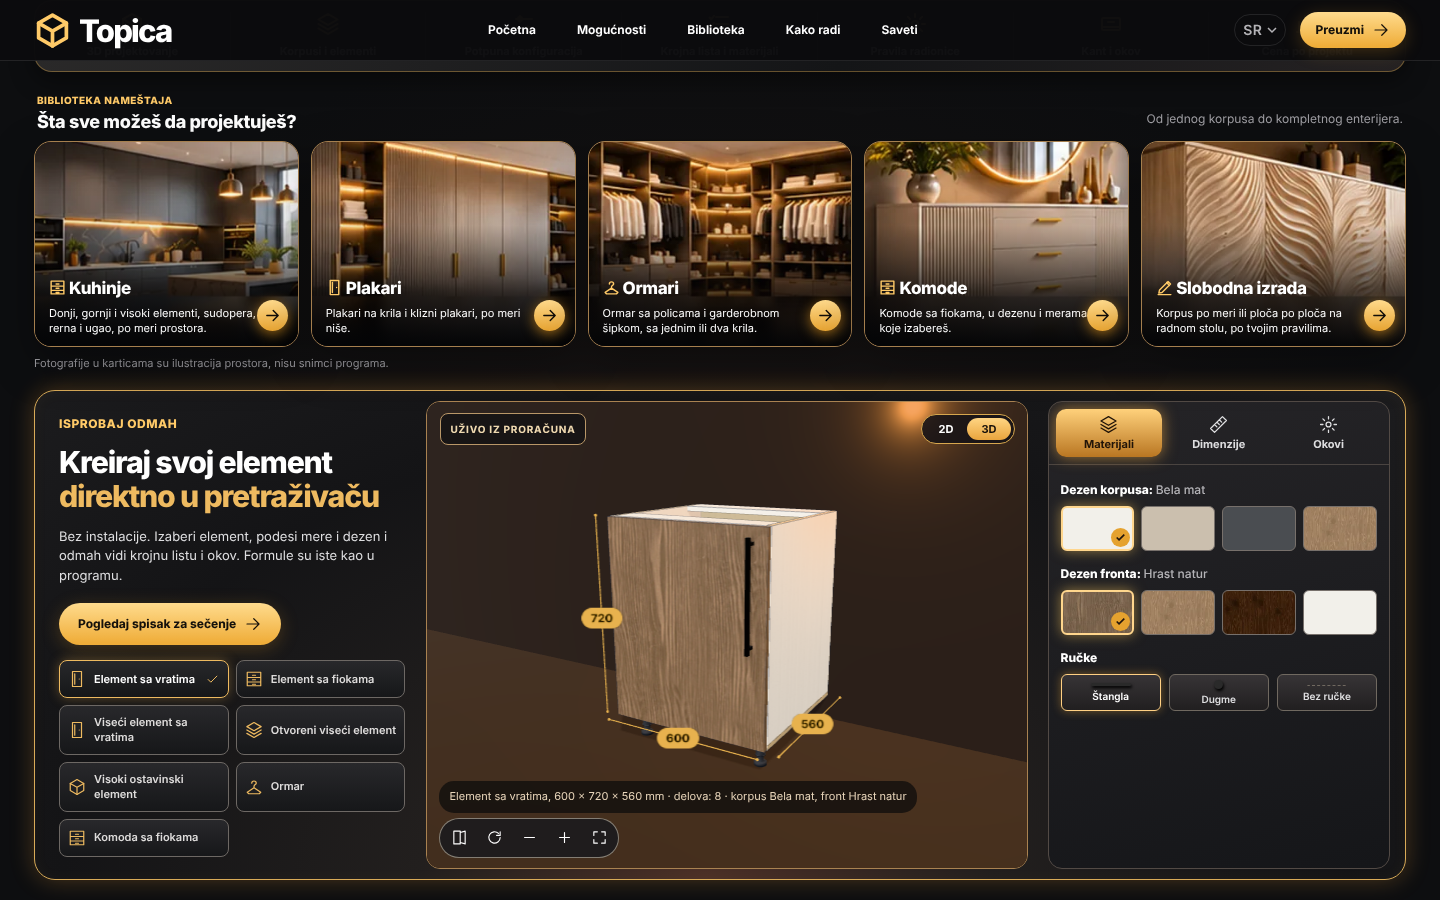 Topica
Početna
Mogućnosti
Biblioteka
Kako radi
Saveti
SR
Preuzmi
BIBLIOTEKA NAMEŠTAJA
Šta sve možeš da projektuješ?
Od jednog korpusa do kompletnog enterijera.
Kuhinje
Donji, gornji i visoki elementi, sudopera,
rerna i ugao, po meri prostora.
Plakari
Plakari na krila i klizni plakari, po meri
niše.
Ormari
Ormar sa policama i garderobnom
šipkom, sa jednim ili dva krila.
Komode
Komode sa fiokama, u dezenu i merama
koje izabereš.
Slobodna izrada
Korpus po meri ili ploča po ploča na
radnom stolu, po tvojim pravilima.
Fotografije u karticama su ilustracija prostora, nisu snimci programa.
ISPROBAJ ODMAH
Kreiraj svoj element
direktno u pretraživaču
Bez instalacije. Izaberi element, podesi mere i dezen i
odmah vidi krojnu listu i okov. Formule su iste kao u
programu.
Pogledaj spisak za sečenje
Element sa vratima
Element sa fiokama
Viseći element sa
vratima
Otvoreni viseći element
Visoki ostavinski
element
Ormar
Komoda sa fiokama
UŽIVO IZ PRORAČUNA
2D
3D
720
600
560
Element sa vratima, 600 × 720 × 560 mm · delova: 8 · korpus Bela mat, front Hrast natur
Materijali
Dimenzije
Okovi
Dezen korpusa: Bela mat
Dezen fronta: Hrast natur
Ručke
Štangla
Dugme
Bez ručke